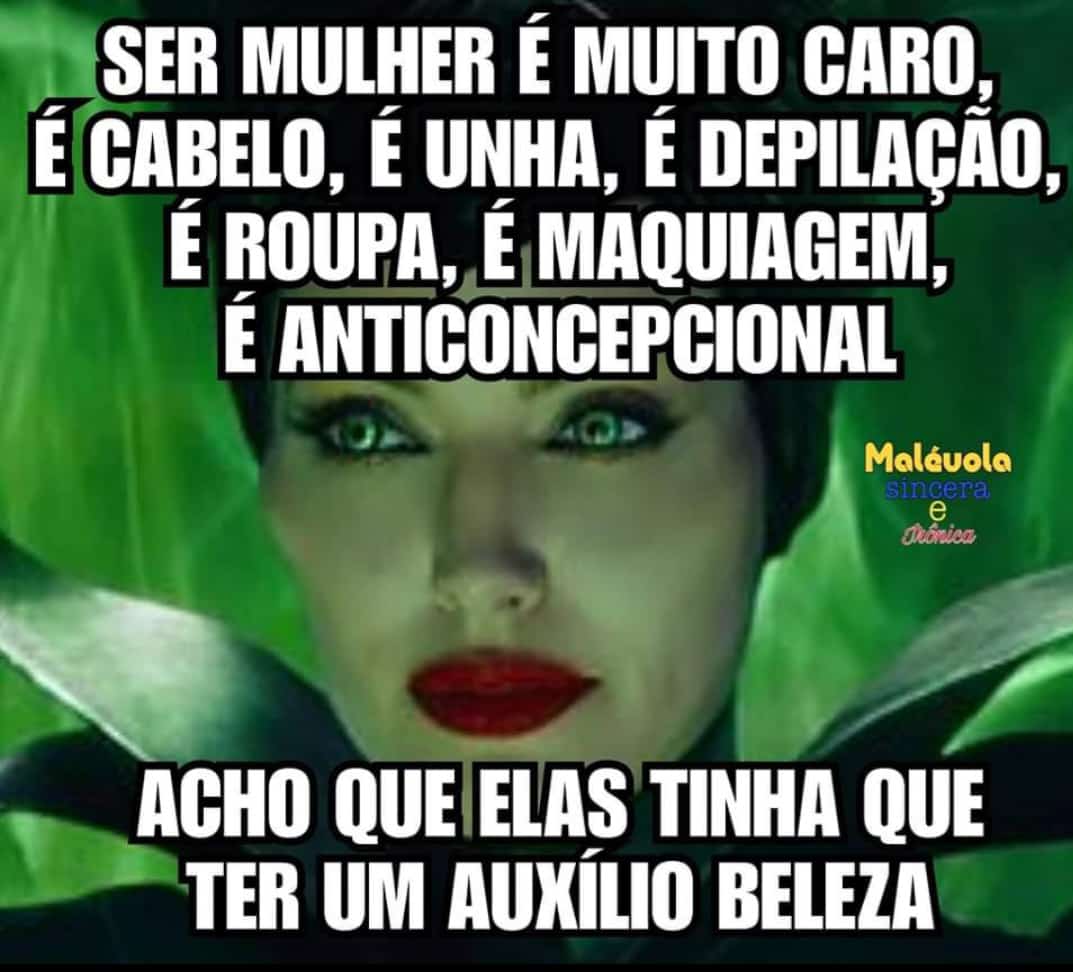 SER MULHER É MUITO CARO,
É CABELO, É UNHA, É DEPILAÇÃO,
É ROUPA, É MAQUIAGEM,
É ANTICONCEPCIONAL
Malévola
sincera
e
Irônica
ACHO QUE ELAS TINHA QUE
TER UM AUXÍLIO BELEZA